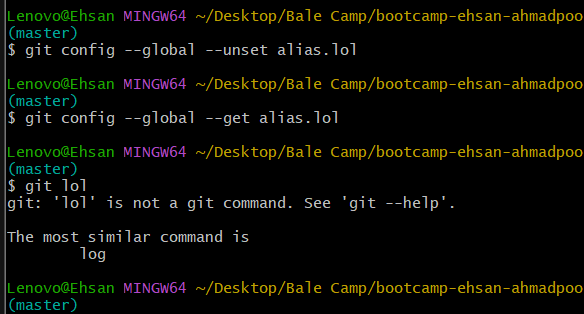 Lenovo@Ehsan MINGW64 ~/Desktop/Bale Camp/bootcamp-ehsan-ahmadpoo
(master)
$ git config --global --unset alias.lol
Lenovo@Ehsan MINGW64 ~/Desktop/Bale Camp/bootcamp-ehsan-ahmadpoo
(master)
$ git config --global --get alias.lol
Lenovo@Ehsan MINGW64 ~/Desktop/Bale Camp/bootcamp-ehsan-ahmadpoo
(master)
$ git lol
git: 'lol' is not a git command. See 'git --help'.
The most similar command is
log
Lenovo@Ehsan MINGW64 ~/Desktop/Bale Camp/bootcamp-ehsan-ahmadpoo
(master)